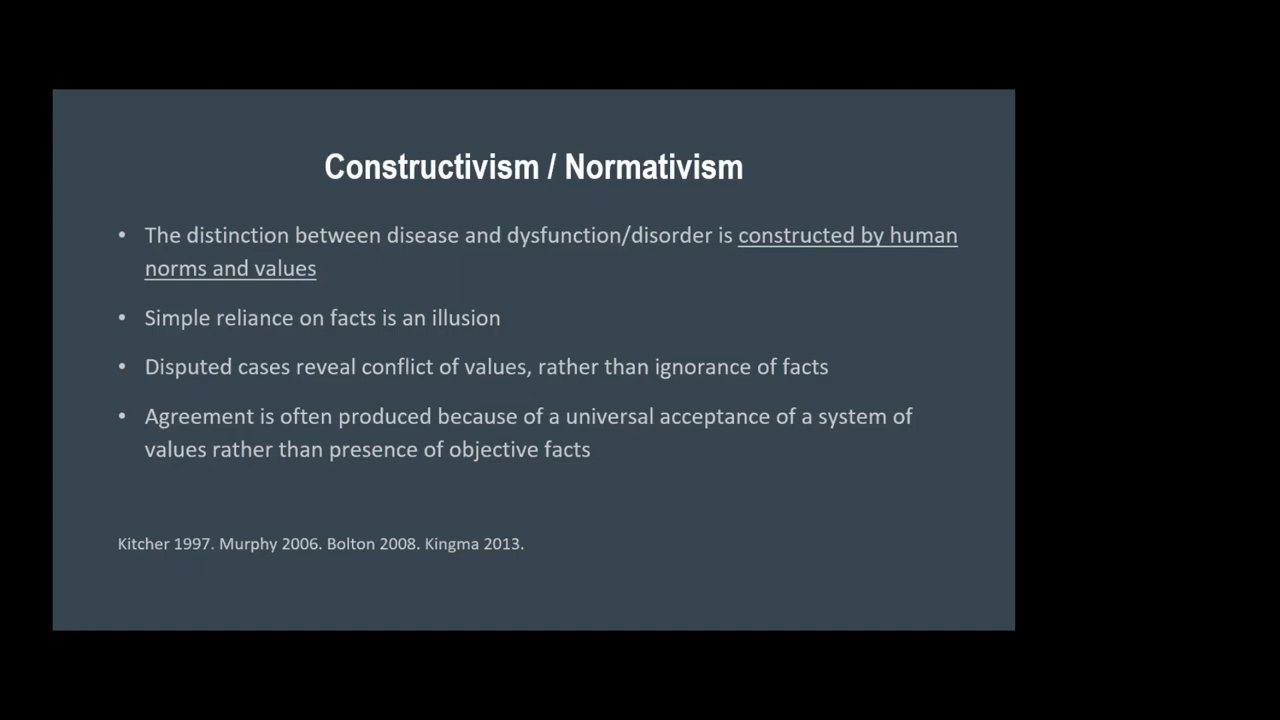 Constructivism / Normativism
• The distinction between disease and dysfunction/disorder is constructed by human
norms and values
• Simple reliance on facts is an illusion
• Disputed cases reveal conflict of values, rather than ignorance of facts
• Agreement is often produced because of a universal acceptance of a system of
values rather than presence of objective facts
Kitcher 1997. Murphy 2006. Bolton 2008. Kingma 2013.